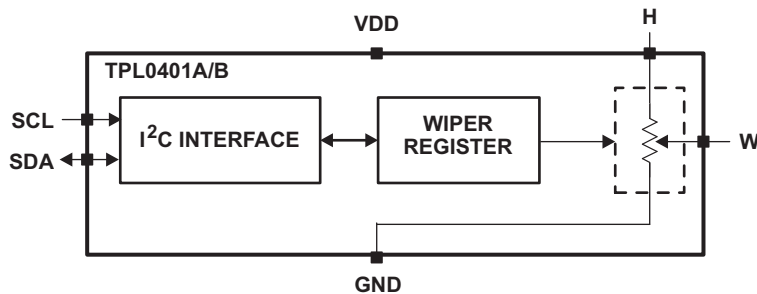 VDD
H
TPL0401A/B
SCL
SDA
I²C INTERFACE
WIPER
REGISTER
W
GND